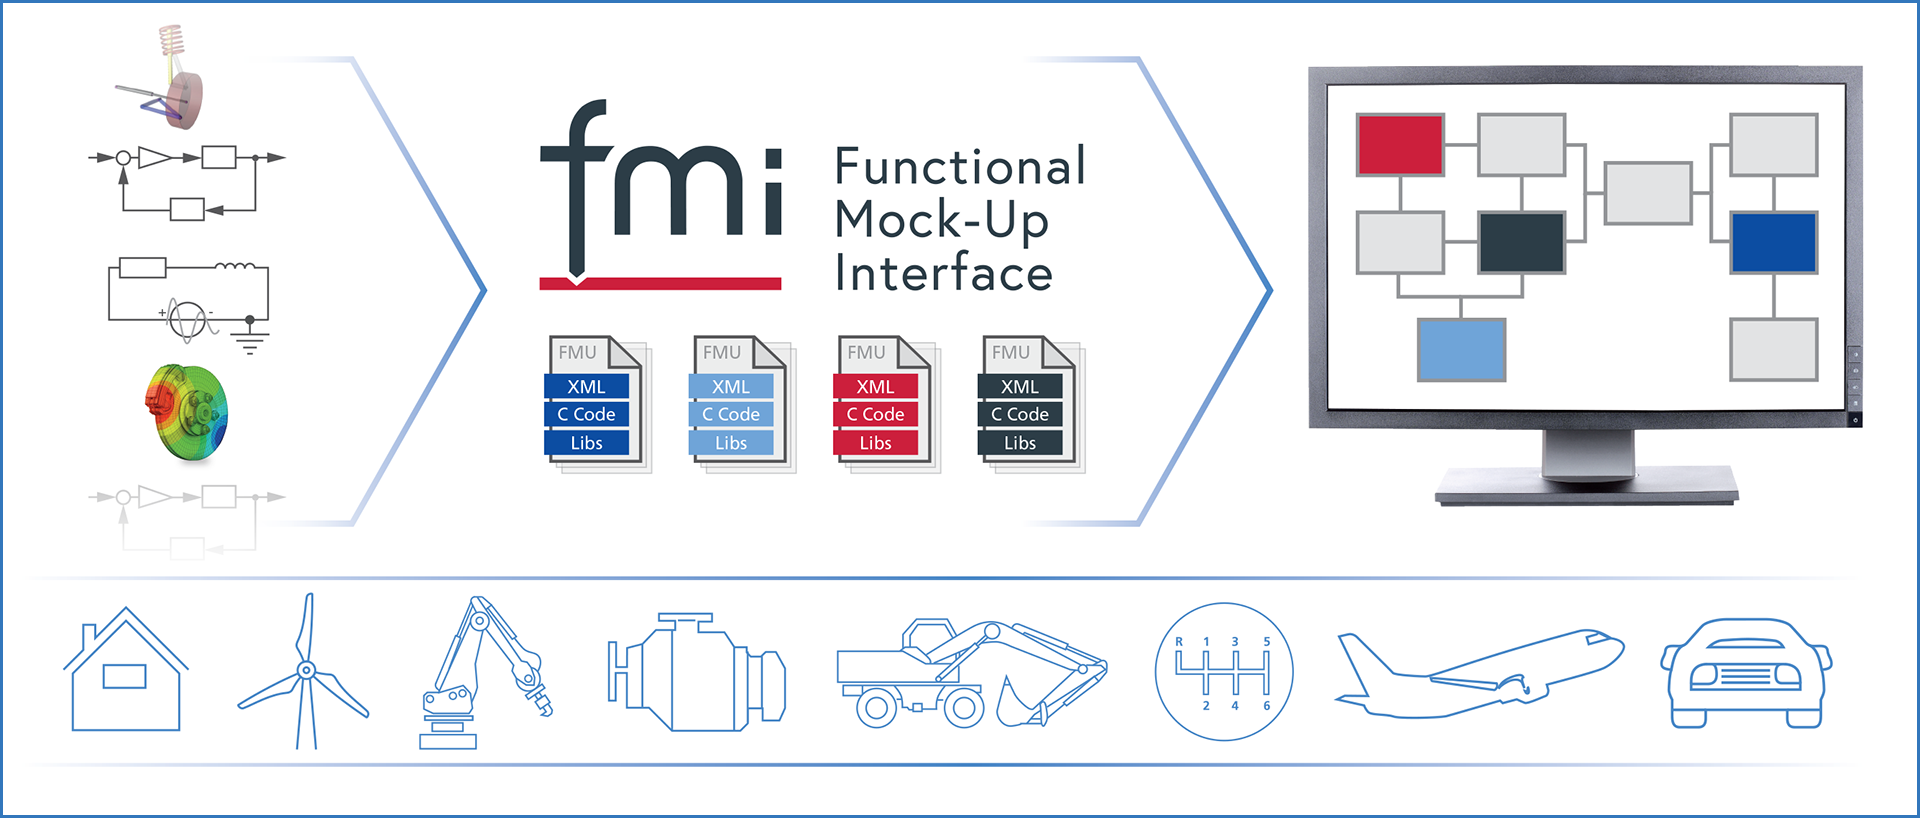 fmi
Functional
Mock-Up
Interface
+ -
FMU
XML
C Code
Libs
FMU
XML
C Code
Libs
FMU
XML
C Code
Libs
FMU
XML
C Code
Libs
R 1 3 5
2 4 6